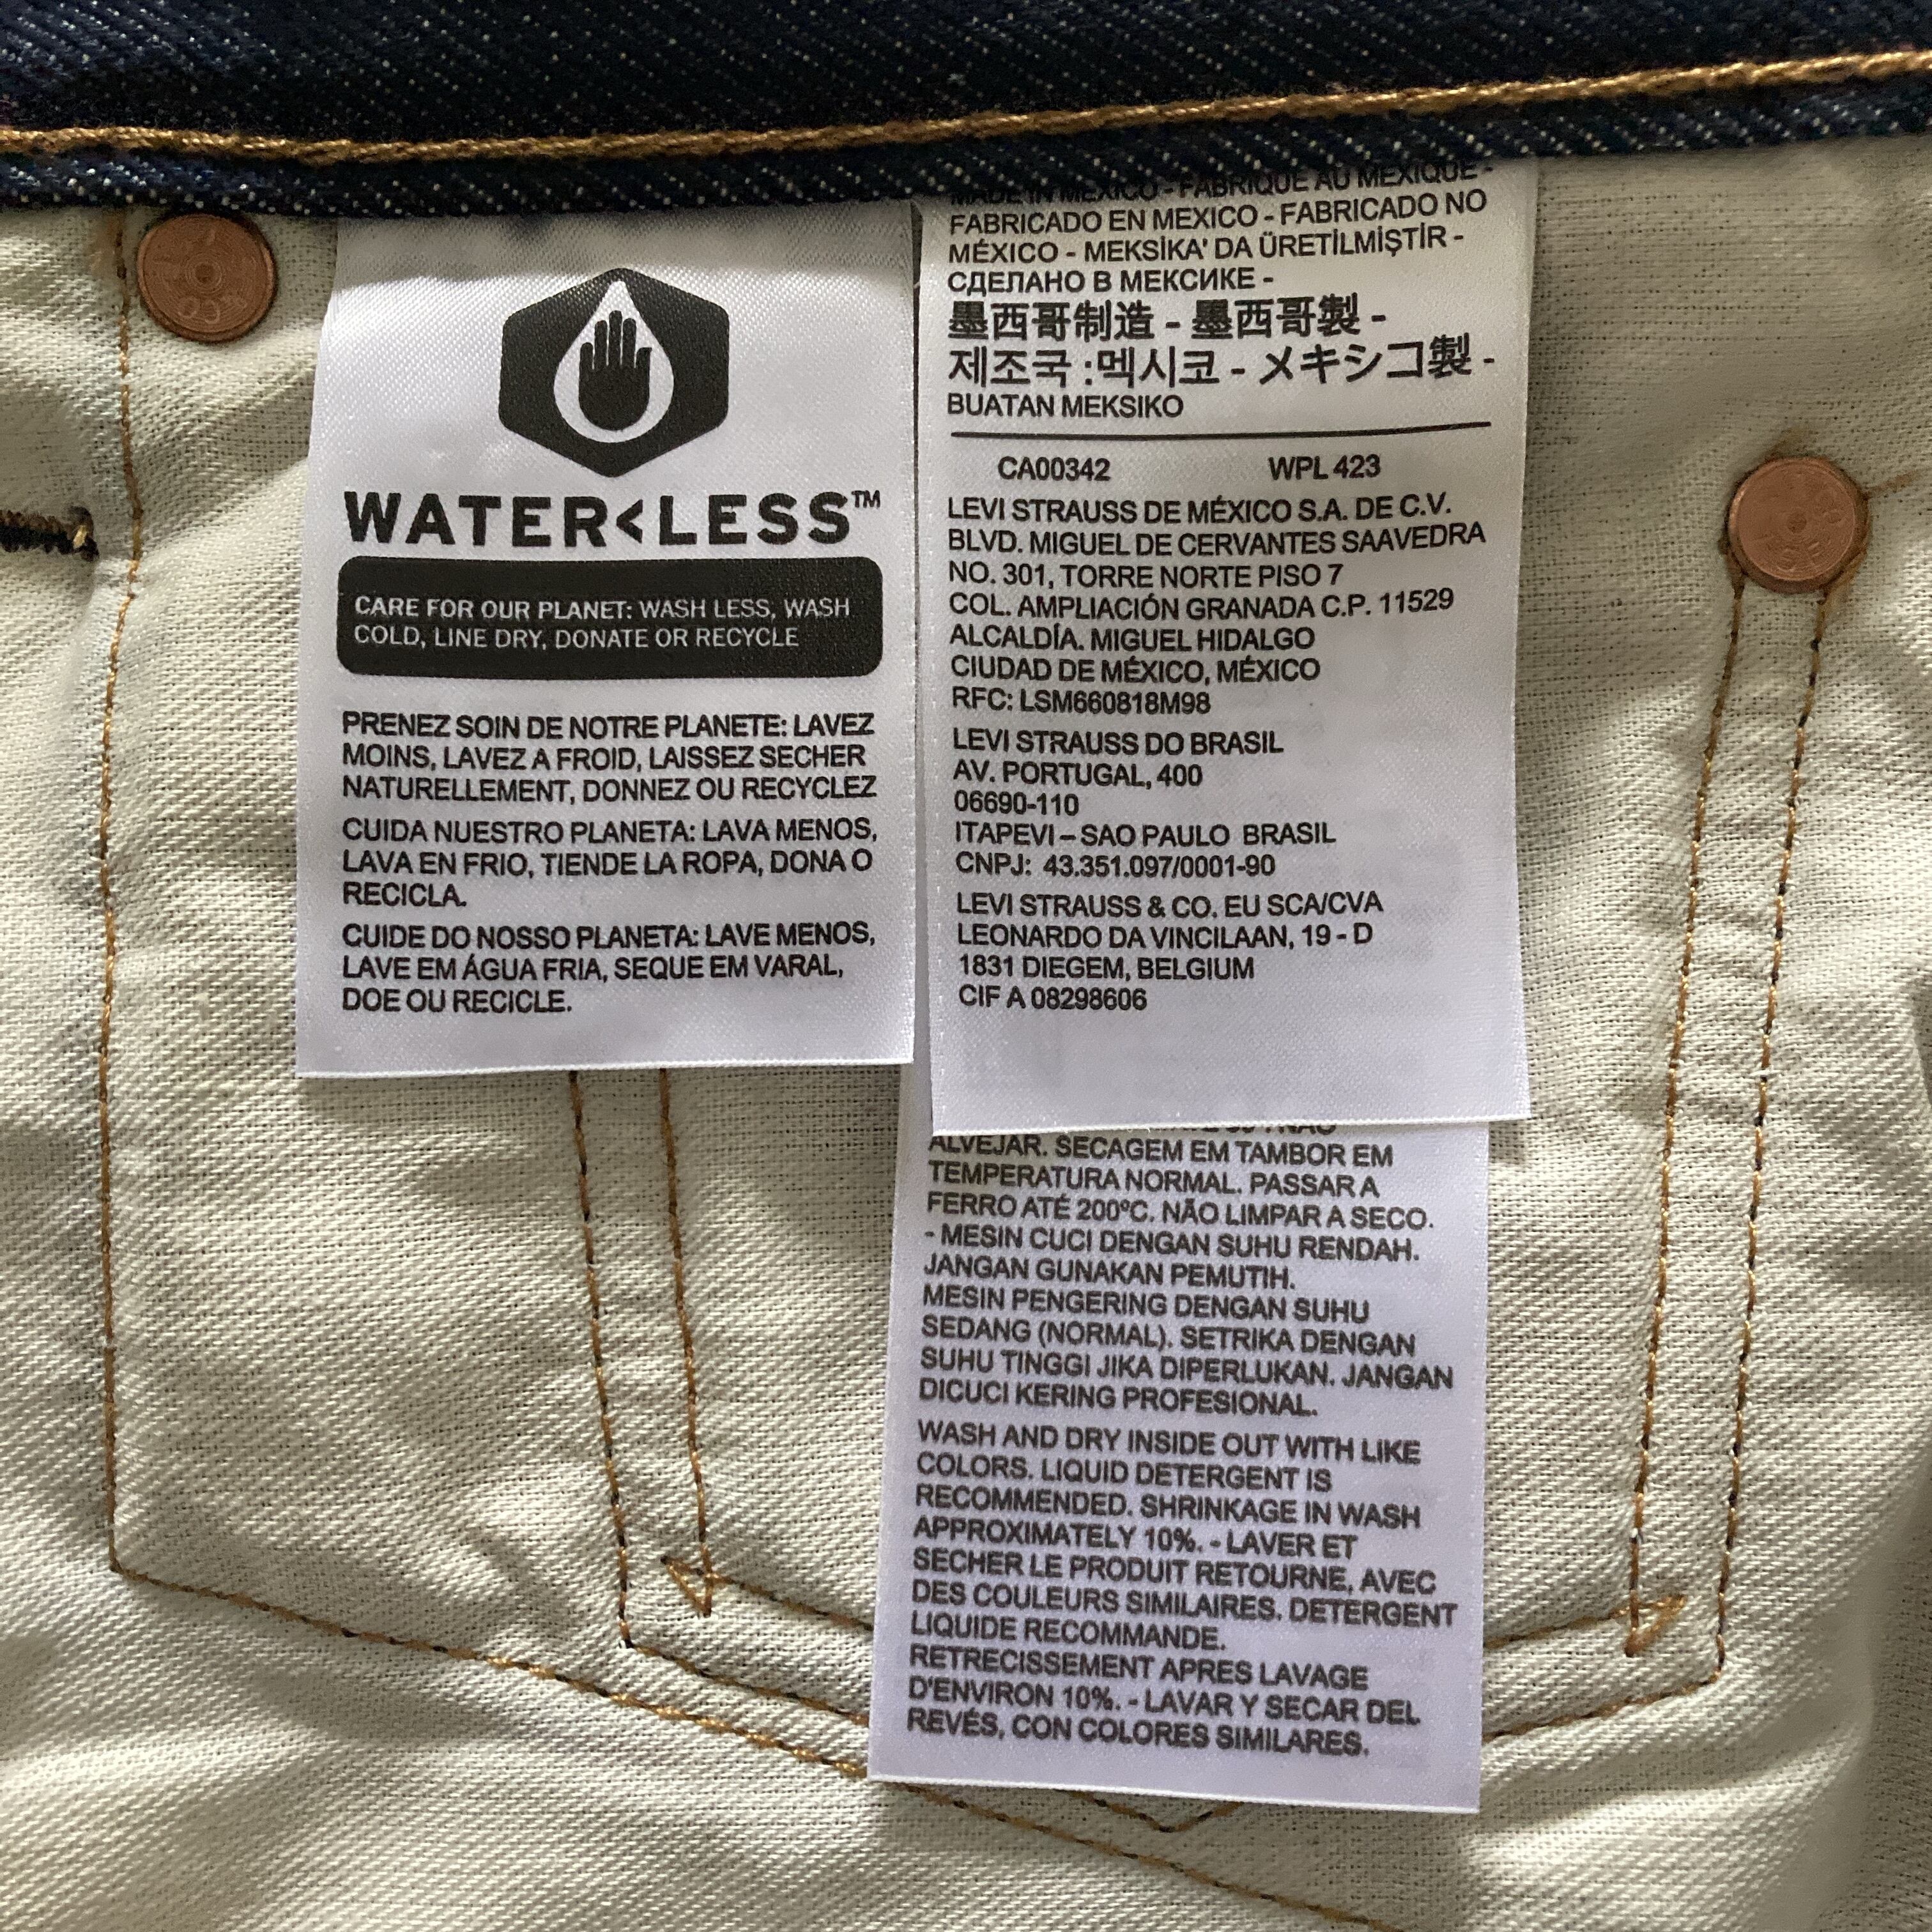 WATER<LESS™
CARE FOR OUR PLANET: WASH LESS, WASH
COLD, LINE DRY, DONATE OR RECYCLE
PRENEZ SOIN DE NOTRE PLANETE: LAVEZ
MOINS, LAVEZ A FROID, LAISSEZ SECHER
NATURELLEMENT, DONNEZ OU RECYCLEZ
CUIDA NUESTRO PLANETA: LAVA MENOS,
LAVA EN FRIO, TIENDE LA ROPA, DONA O
RECICLA.
CUIDE DO NOSSO PLANETA: LAVE MENOS,
LAVE EM ÁGUA FRIA, SEQUE EM VARAL,
DOE OU RECICLE.
MADE IN MEXICO - FABRIQUE AU MEXIQUE -
FABRICADO EN MEXICO - FABRICADO NO
MÉXICO - MEKSİKA' DA ÜRETİLMİŞTİR -
СДЕЛАНО В МЕКСИКЕ -
墨西哥制造 - 墨西哥製 -
제조국 :멕시코 - メキシコ製 -
BUATAN MEKSIKO
CA00342 WPL 423
LEVI STRAUSS DE MÉXICO S.A. DE C.V.
BLVD. MIGUEL DE CERVANTES SAAVEDRA
NO. 301, TORRE NORTE PISO 7
COL. AMPLIACIÓN GRANADA C.P. 11529
ALCALDÍA. MIGUEL HIDALGO
CIUDAD DE MÉXICO, MÉXICO
RFC: LSM660818M98
LEVI STRAUSS DO BRASIL
AV. PORTUGAL, 400
06690-110
ITAPEVI – SAO PAULO BRASIL
CNPJ: 43.351.097/0001-90
LEVI STRAUSS & CO. EU SCA/CVA
LEONARDO DA VINCILAAN, 19 - D
1831 DIEGEM, BELGIUM
CIF A 08298606
NÃO
ALVEJAR. SECAGEM EM TAMBOR EM
TEMPERATURA NORMAL. PASSAR A
FERRO ATÉ 200ºC. NÃO LIMPAR A SECO.
- MESIN CUCI DENGAN SUHU RENDAH.
JANGAN GUNAKAN PEMUTIH.
MESIN PENGERING DENGAN SUHU
SEDANG (NORMAL). SETRIKA DENGAN
SUHU TINGGI JIKA DIPERLUKAN. JANGAN
DICUCI KERING PROFESIONAL.
WASH AND DRY INSIDE OUT WITH LIKE
COLORS. LIQUID DETERGENT IS
RECOMMENDED. SHRINKAGE IN WASH
APPROXIMATELY 10%. - LAVER ET
SECHER LE PRODUIT RETOURNE, AVEC
DES COULEURS SIMILAIRES. DETERGENT
LIQUIDE RECOMMANDE.
RETRECISSEMENT APRES LAVAGE
D'ENVIRON 10%. - LAVAR Y SECAR DEL
REVÉS, CON COLORES SIMILARES.